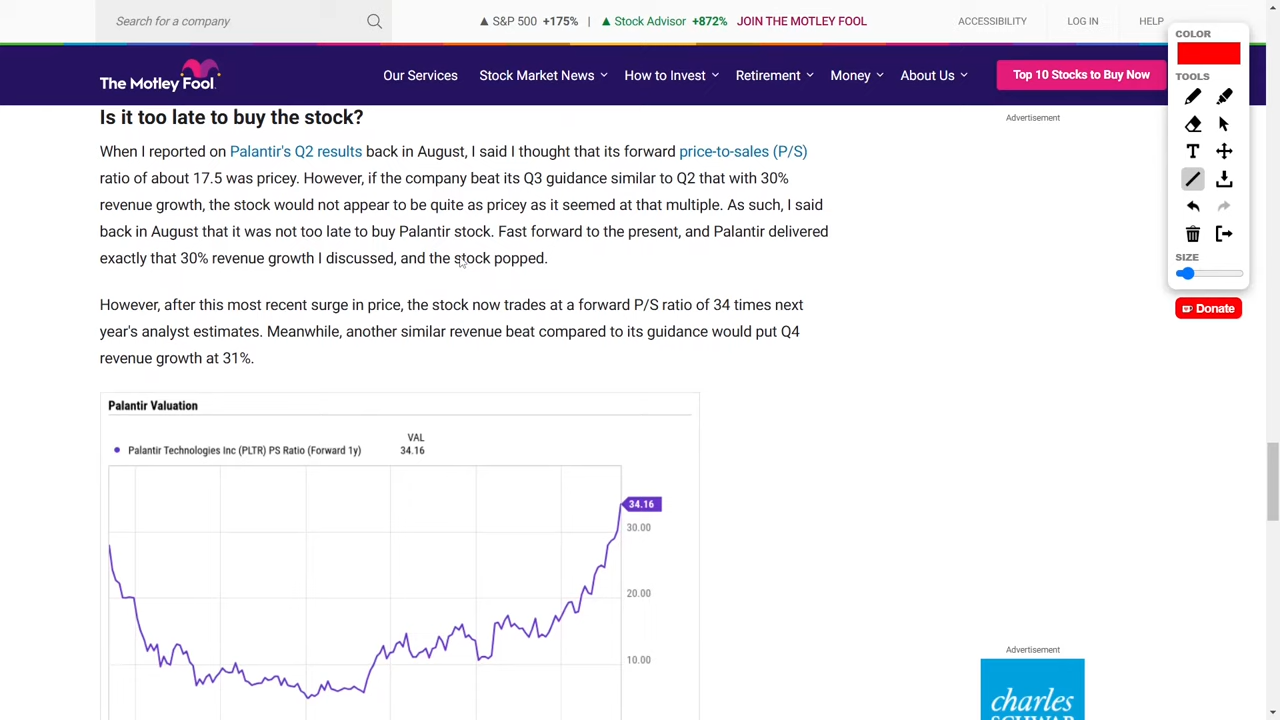 Search for a company
▲ S&P 500 +175% | ▲ Stock Advisor +872% JOIN THE MOTLEY FOOL
ACCESSIBILITY LOG IN HELP
The Motley Fool.
Our Services Stock Market News How to Invest Retirement Money About Us Top 10 Stocks to Buy Now
COLOR
TOOLS
T
SIZE
Donate
Is it too late to buy the stock?
When I reported on Palantir's Q2 results back in August, I said I thought that its forward price-to-sales (P/S)
ratio of about 17.5 was pricey. However, if the company beat its Q3 guidance similar to Q2 that with 30%
revenue growth, the stock would not appear to be quite as pricey as it seemed at that multiple. As such, I said
back in August that it was not too late to buy Palantir stock. Fast forward to the present, and Palantir delivered
exactly that 30% revenue growth I discussed, and the stock popped.
However, after this most recent surge in price, the stock now trades at a forward P/S ratio of 34 times next
year's analyst estimates. Meanwhile, another similar revenue beat compared to its guidance would put Q4
revenue growth at 31%.
Palantir Valuation
VAL
Palantir Technologies Inc (PLTR) PS Ratio (Forward 1y) 34.16
34.16
30.00
20.00
10.00
Advertisement
Advertisement
charles
SCHWAB